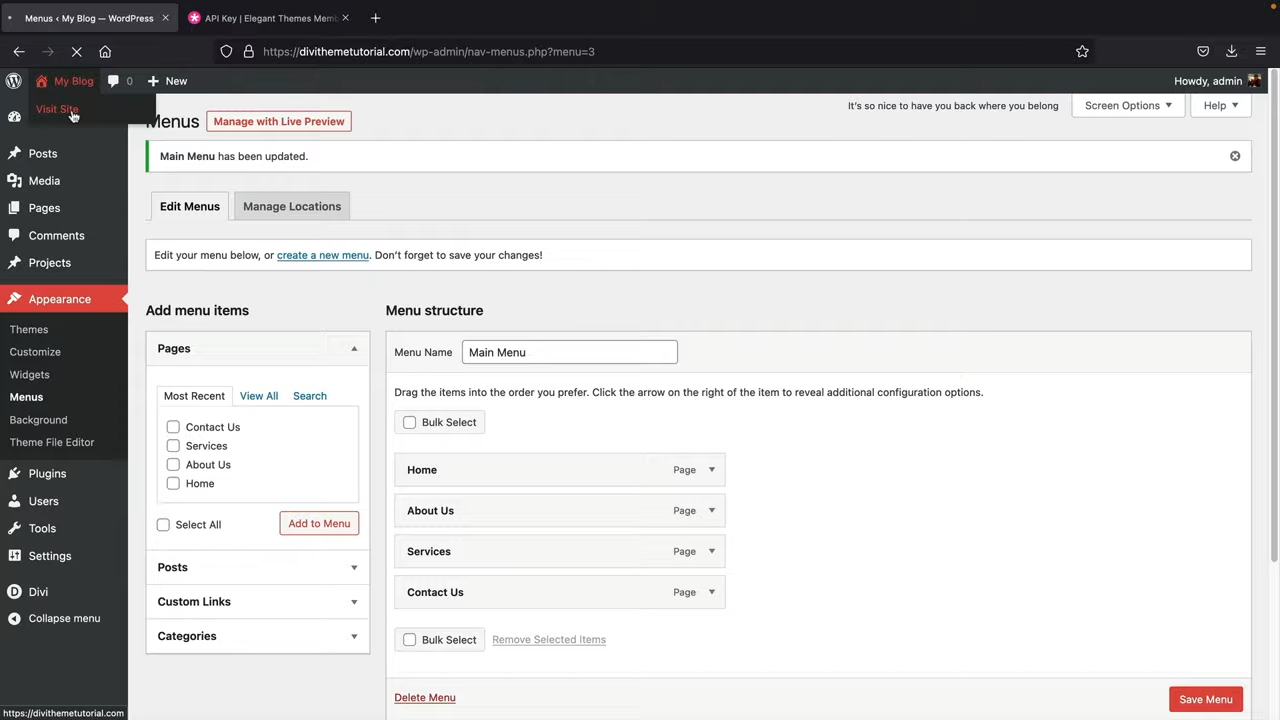 Menus ‹ My Blog — WordPress
API Key | Elegant Themes Memb
https://divithemetutorial.com/wp-admin/nav-menus.php?menu=3
My Blog
0
New
Howdy, admin
Visit Site
Menus
Manage with Live Preview
It's so nice to have you back where you belong
Screen Options
Help
Main Menu has been updated.
Posts
Media
Pages
Comments
Projects
Appearance
Themes
Customize
Widgets
Menus
Background
Theme File Editor
Plugins
Users
Tools
Settings
Divi
Collapse menu
Edit Menus
Manage Locations
Edit your menu below, or create a new menu. Don't forget to save your changes!
Add menu items
Pages
Most Recent
View All
Search
Contact Us
Services
About Us
Home
Select All
Add to Menu
Posts
Custom Links
Categories
Menu structure
Menu Name
Main Menu
Drag the items into the order you prefer. Click the arrow on the right of the item to reveal additional configuration options.
Bulk Select
Home Page
About Us Page
Services Page
Contact Us Page
Bulk Select
Remove Selected Items
Delete Menu
Save Menu
https://divithemetutorial.com